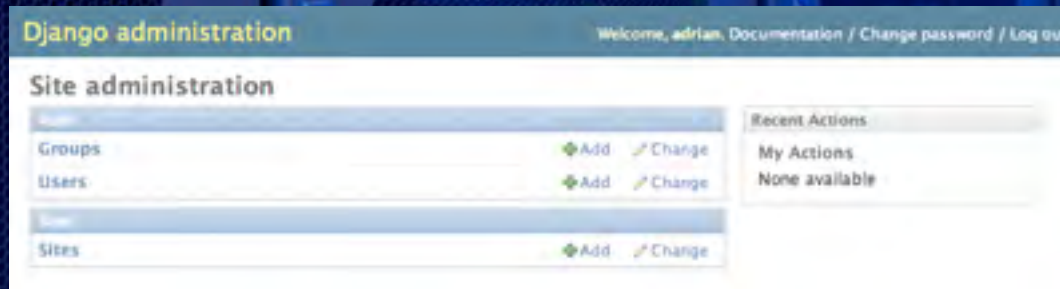 Django administration
Welcome, adrian. Documentation / Change password / Log ou
Site administration
Groups Add Change
Users Add Change
Sites Add Change
Recent Actions
My Actions
None available